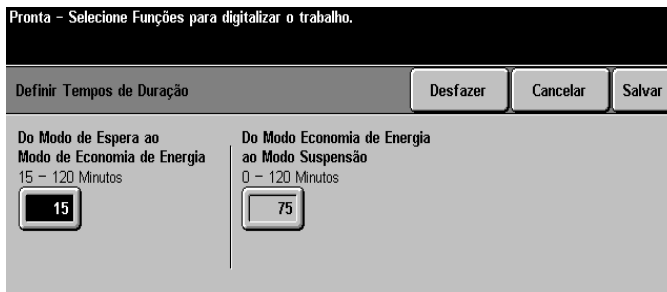 Pronta – Selecione Funções para digitalizar o trabalho.
Definir Tempos de Duração
Desfazer
Cancelar
Salvar
Do Modo de Espera ao
Modo de Economia de Energia
15 – 120 Minutos
15
Do Modo Economia de Energia
ao Modo Suspensão
0 – 120 Minutos
75